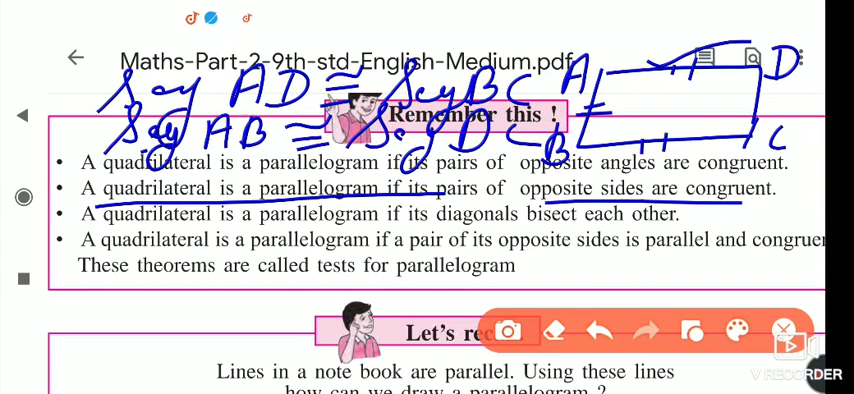 Maths-Part-2-9th-std-English-Medium.pdf
Seg AD ≅ Seg BC
Seg AB ≅ Seg DC
A D
B C
Remember this !
• A quadrilateral is a parallelogram if its pairs of opposite angles are congruent.
• A quadrilateral is a parallelogram if its pairs of opposite sides are congruent.
• A quadrilateral is a parallelogram if its diagonals bisect each other.
• A quadrilateral is a parallelogram if a pair of its opposite sides is parallel and congruen
These theorems are called tests for parallelogram
Let's rec
Lines in a note book are parallel. Using these lines
how can we draw a parallelogram ?
V RECORDER